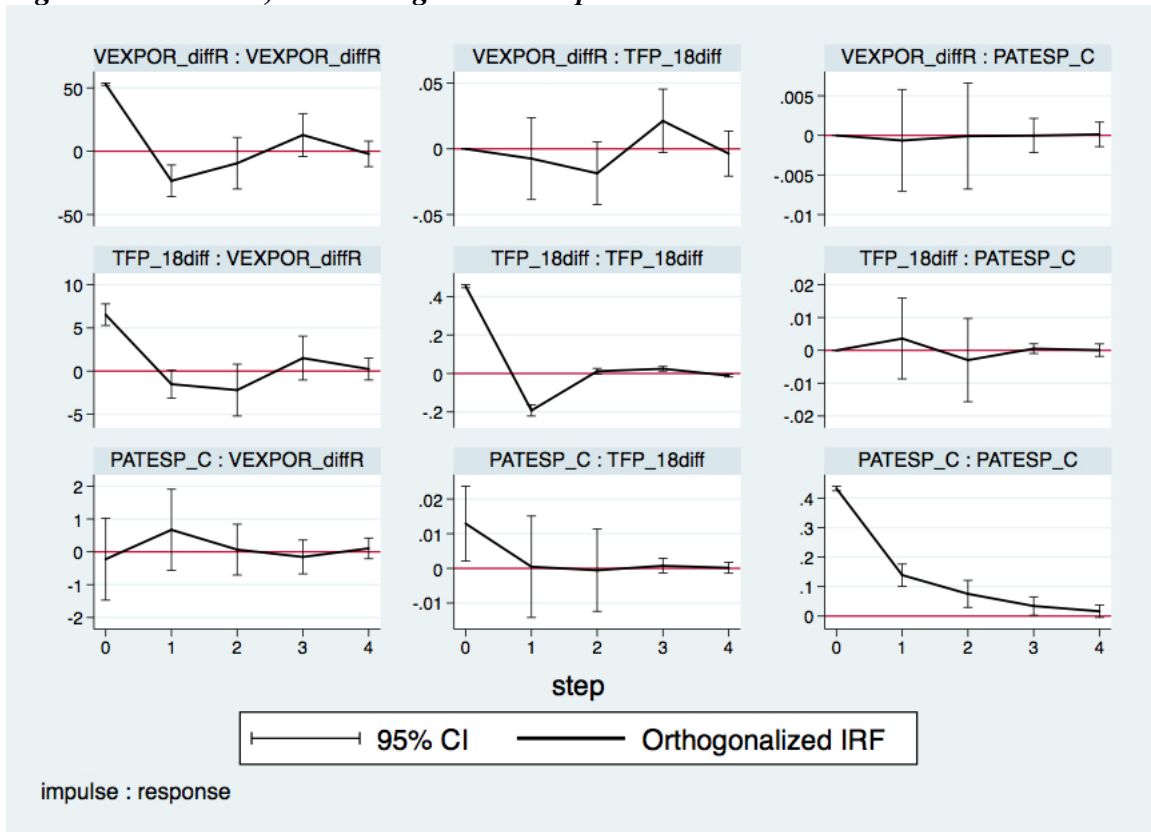 VEXPOR_diffR : VEXPOR_diffR
VEXPOR_diffR : TFP_18diff
VEXPOR_diffR : PATESP_C
50
0
-50
.05
0
-.05
.005
0
-.005
-.01
TFP_18diff : VEXPOR_diffR
TFP_18diff : TFP_18diff
TFP_18diff : PATESP_C
10
5
0
-5
.4
.2
0
-.2
.02
.01
0
-.01
-.02
PATESP_C : VEXPOR_diffR
PATESP_C : TFP_18diff
PATESP_C : PATESP_C
2
1
0
-1
-2
.02
.01
0
-.01
.4
.3
.2
.1
0
0 1 2 3 4
0 1 2 3 4
0 1 2 3 4
step
95% CI
Orthogonalized IRF
impulse : response